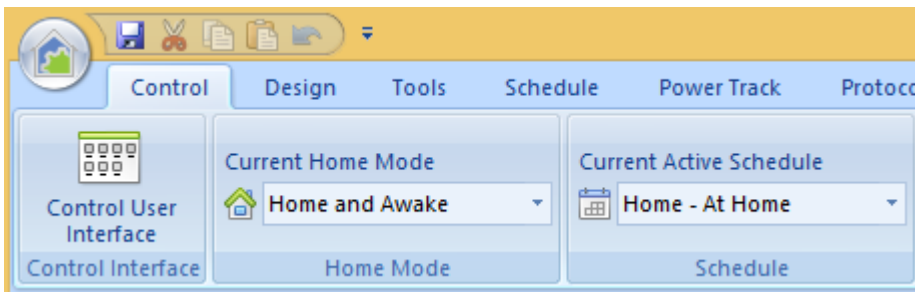 Control Design Tools Schedule Power Track Protoco
Current Home Mode Current Active Schedule
Home and Awake Home - At Home
Control User
Interface
Control Interface Home Mode Schedule